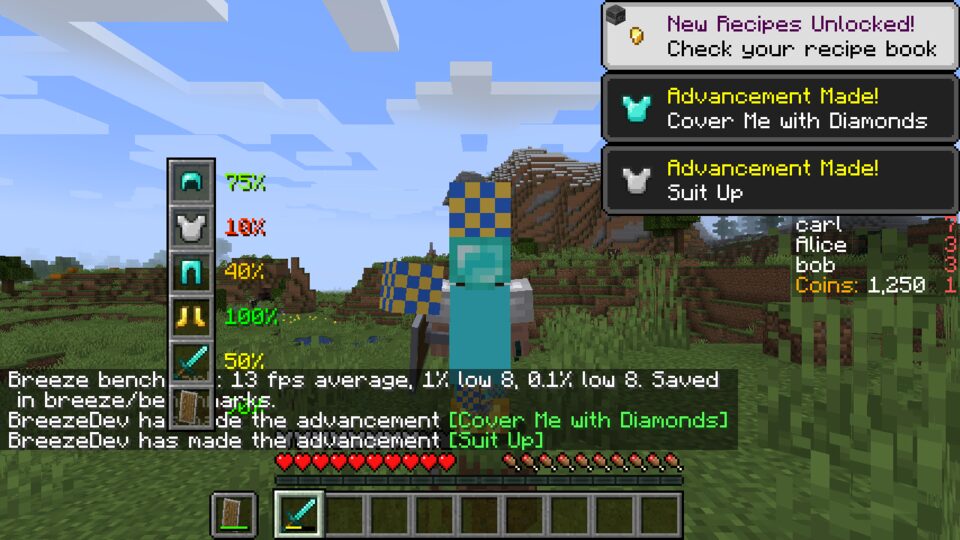 New Recipes Unlocked!
Check your recipe book
Advancement Made!
Cover Me with Diamonds
Advancement Made!
Suit Up
75%
10%
40%
100%
50%
carl 7
Alice 3
bob 3
Coins: 1,250 1
Breeze bench : 13 fps average, 1% low 8, 0.1% low 8. Saved
in breeze/be marks.
BreezeDev ha de the advancement [Cover Me with Diamonds]
BreezeDev has made the advancement [Suit Up]